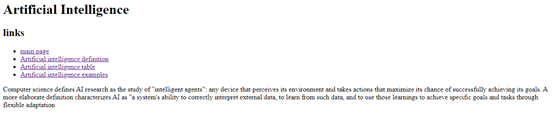 Artificial Intelligence
links
main page
Artificial intelligence definition
Artificial intelligence table
Artificial intelligence examples
Computer science defines AI research as the study of "intelligent agents": any device that perceives its environment and takes actions that maximize its chance of successfully achieving its goals. A
more elaborate definition characterizes AI as "a system's ability to correctly interpret external data, to learn from such data, and to use those learnings to achieve specific goals and tasks through
flexible adaptation